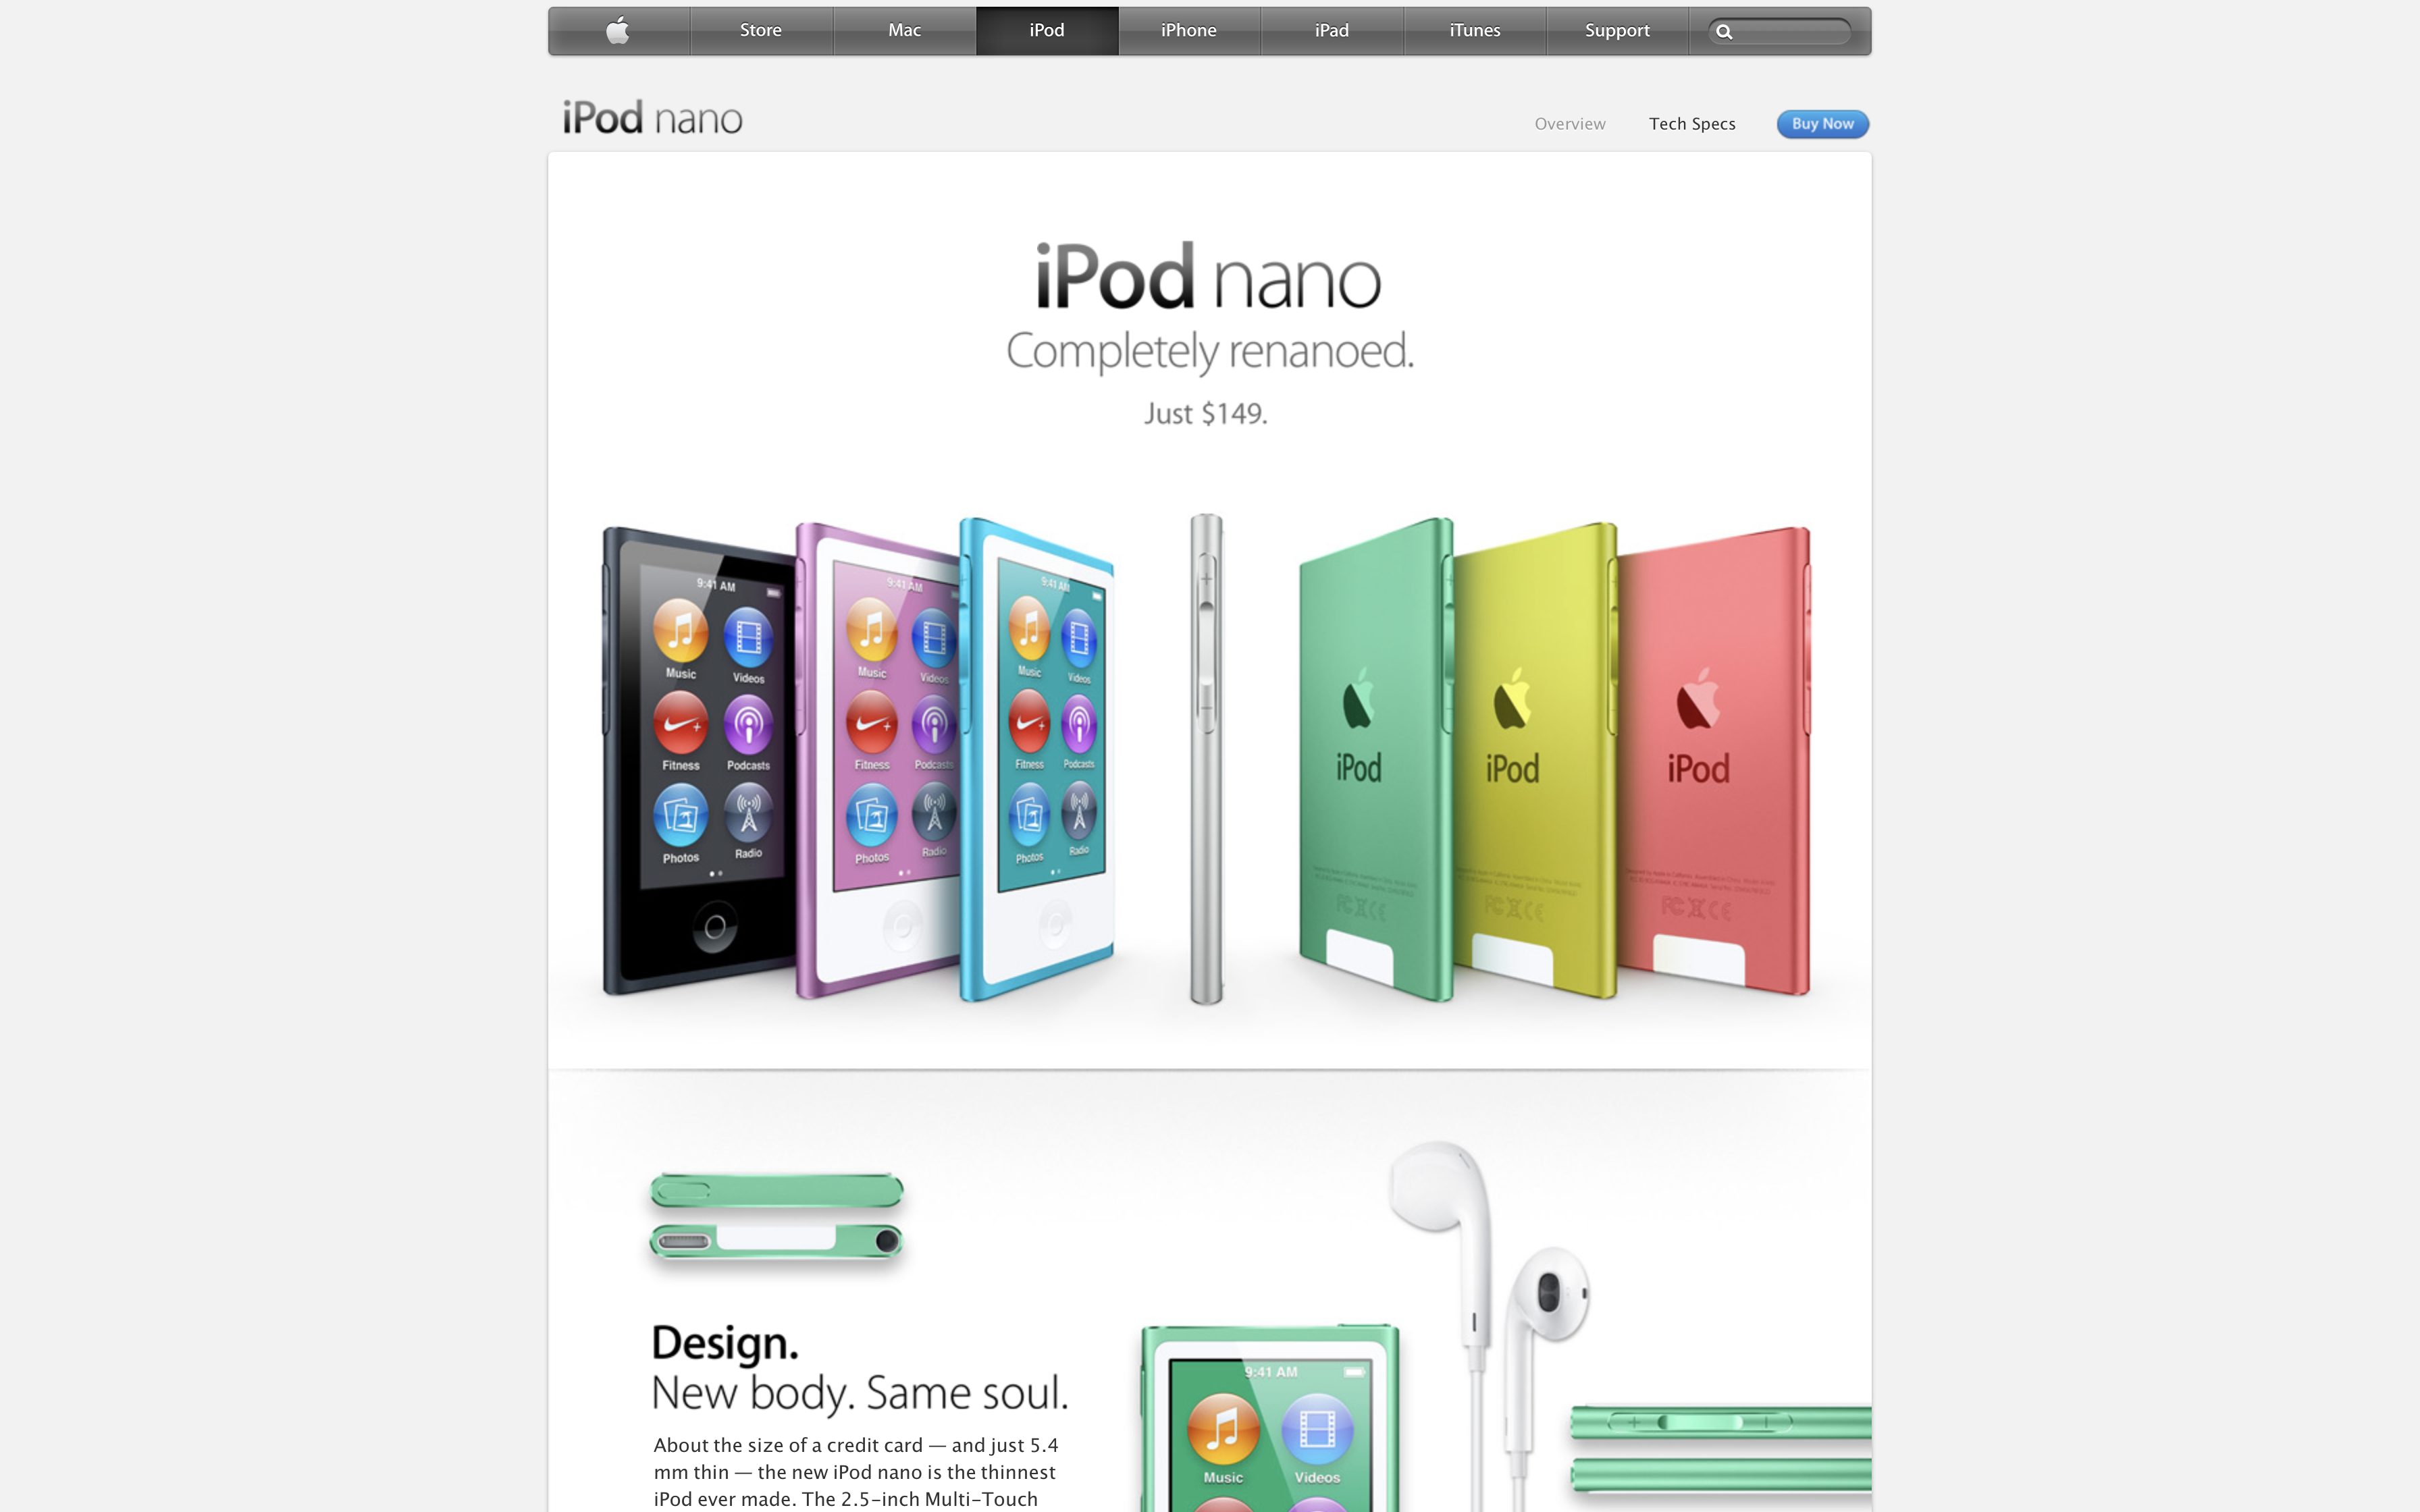 Store
Mac
iPod
iPhone
iPad
iTunes
Support
iPod nano
Overview
Tech Specs
Buy Now
iPod nano
Completely renanoed.
Just $149.
9:41 AM
Music
Videos
Fitness
Podcasts
Photos
Radio
9:41 AM
Music
Videos
Fitness
Podcasts
Photos
Radio
9:41 AM
Music
Videos
Fitness
Podcasts
Photos
Radio
iPod
iPod
iPod
Design.
New body. Same soul.
About the size of a credit card — and just 5.4
mm thin — the new iPod nano is the thinnest
iPod ever made. The 2.5-inch Multi-Touch
9:41 AM
Music
Videos